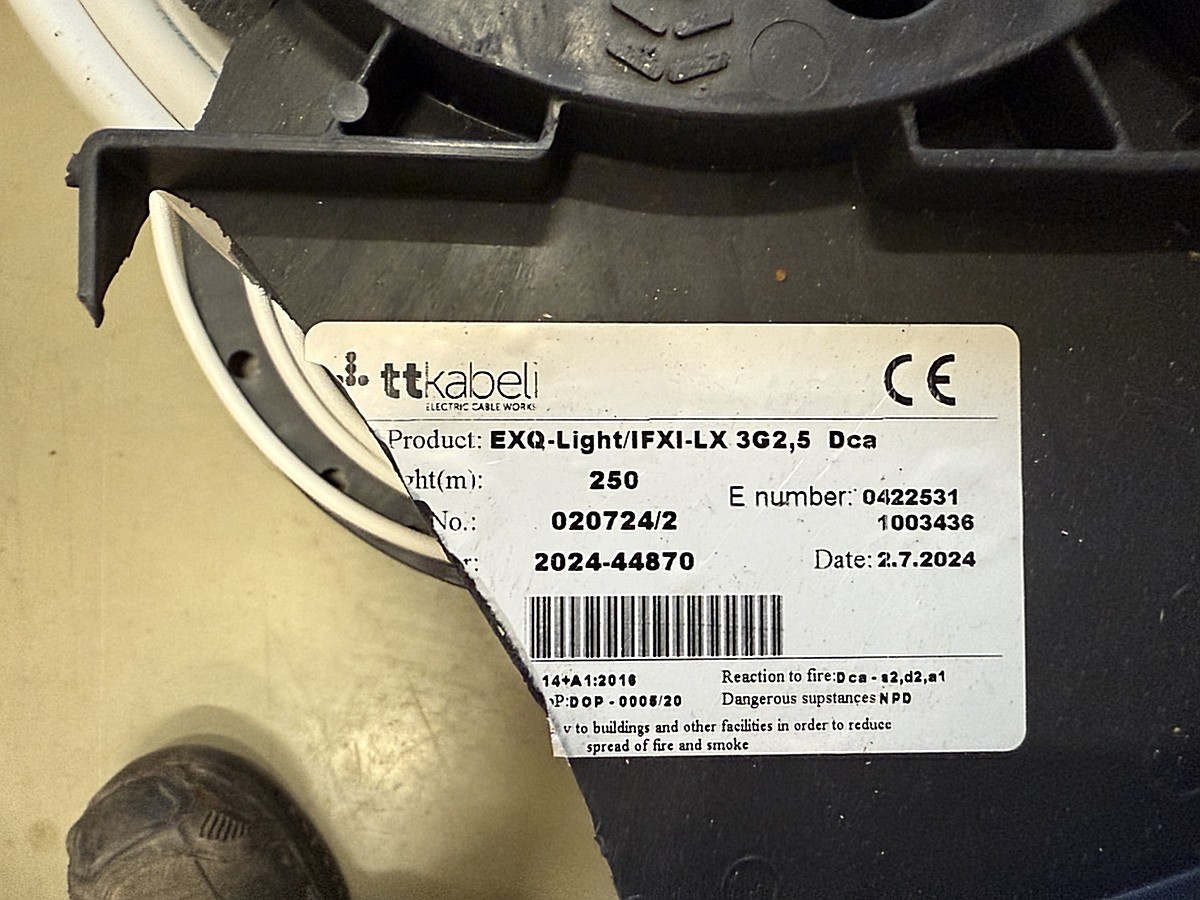 ttkabeli
ELECTRIC CABLE WORKS
CE
Product: EXQ-Light/IFXI-LX 3G2,5 Dca
ght(m): 250
E number: 0422531
No.: 020724/2
1003436
r: 2024-44870
Date: 2.7.2024
14+A1:2016
Reaction to fire:Dca - s2,d2,a1
P:DOP - 0005/20
Dangerous supstances NPD
y to buildings and other facilities in order to reduce
spread of fire and smoke